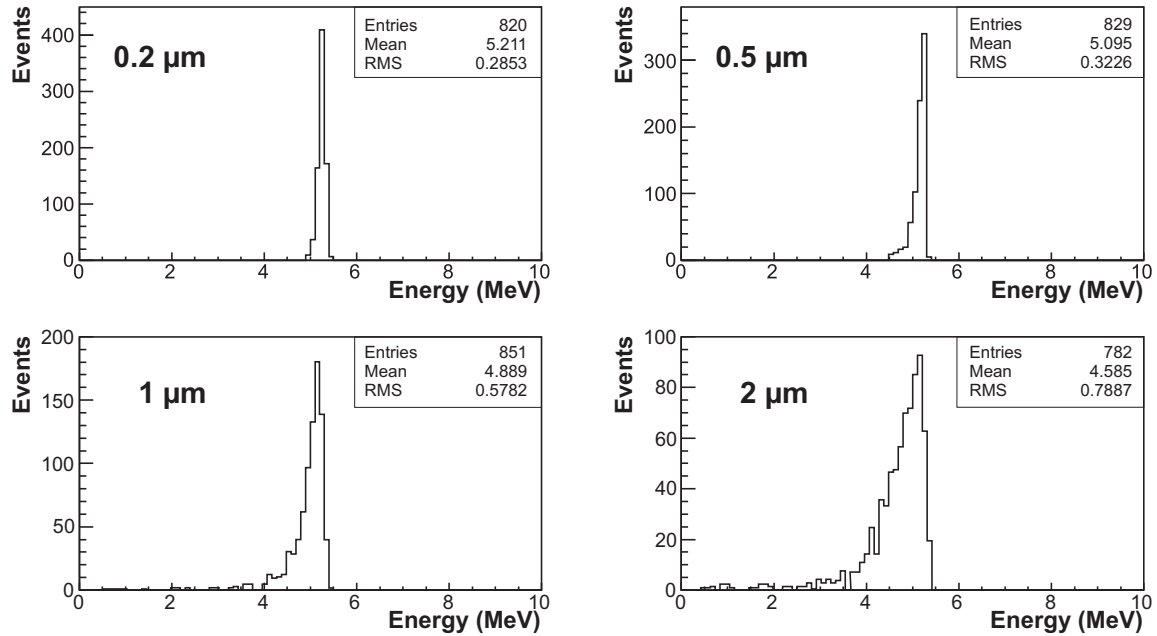 Events
0.2 µm
Entries 820
Mean 5.211
RMS 0.2853
400
300
200
100
0
0 2 4 6 8 10
Energy (MeV)
Events
0.5 µm
Entries 829
Mean 5.095
RMS 0.3226
300
200
100
0
0 2 4 6 8 10
Energy (MeV)
Events
1 µm
Entries 851
Mean 4.889
RMS 0.5782
200
150
100
50
0
0 2 4 6 8 10
Energy (MeV)
Events
2 µm
Entries 782
Mean 4.585
RMS 0.7887
100
80
60
40
20
0
0 2 4 6 8 10
Energy (MeV)